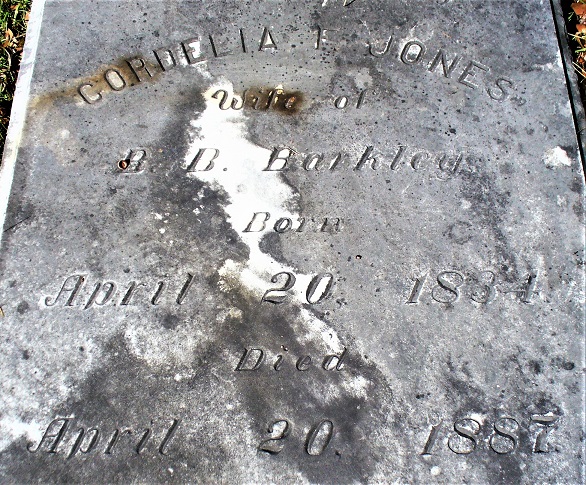 CORDELIA F JONES,
Wife of
B. B. Barkley
Born
April 20, 1834.
Died
April 20, 1887.